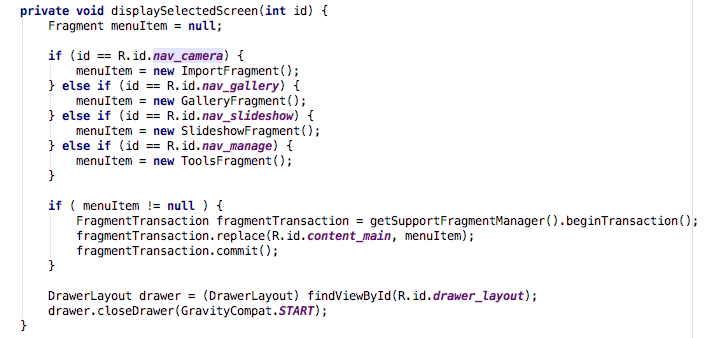 private void displaySelectedScreen(int id) {
    Fragment menuItem = null;

    if (id == R.id.nav_camera) {
        menuItem = new ImportFragment();
    } else if (id == R.id.nav_gallery) {
        menuItem = new GalleryFragment();
    } else if (id == R.id.nav_slideshow) {
        menuItem = new SlideshowFragment();
    } else if (id == R.id.nav_manage) {
        menuItem = new ToolsFragment();
    }

    if ( menuItem != null ) {
        FragmentTransaction fragmentTransaction = getSupportFragmentManager().beginTransaction();
        fragmentTransaction.replace(R.id.content_main, menuItem);
        fragmentTransaction.commit();
    }

    DrawerLayout drawer = (DrawerLayout) findViewById(R.id.drawer_layout);
    drawer.closeDrawer(GravityCompat.START);
}